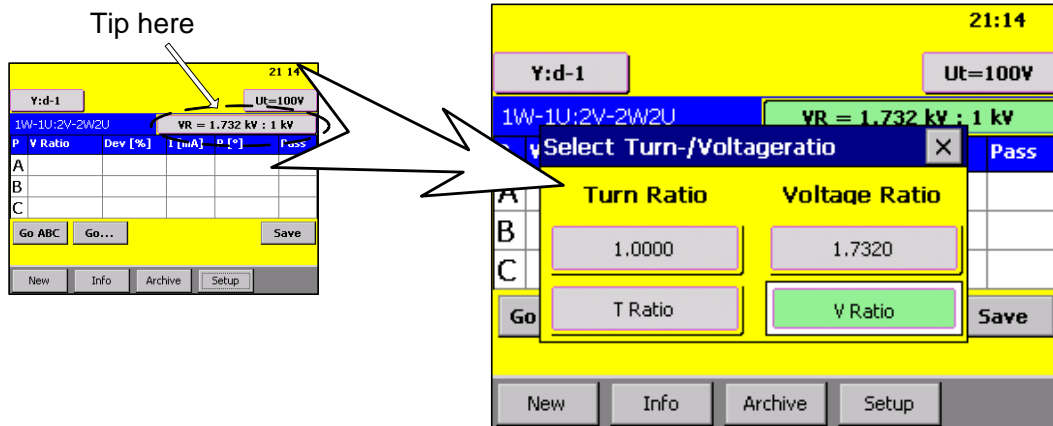 Tip here
21 14
Y:d-1
Ut=100V
1W-1U:2V-2W2U
VR = 1.732 kV : 1 kV
P V Ratio Dev [%] I [mA] P [°] Pass
A
B
C
Go ABC Go... Save
New Info Archive Setup
21:14
Y:d-1
Ut=100V
1W-1U:2V-2W2U
VR = 1.732 kV : 1 kV
Select Turn-/Voltageratio
Pass
A
Turn Ratio Voltage Ratio
B
1.0000 1.7320
C
T Ratio V Ratio
Go Save
New Info Archive Setup